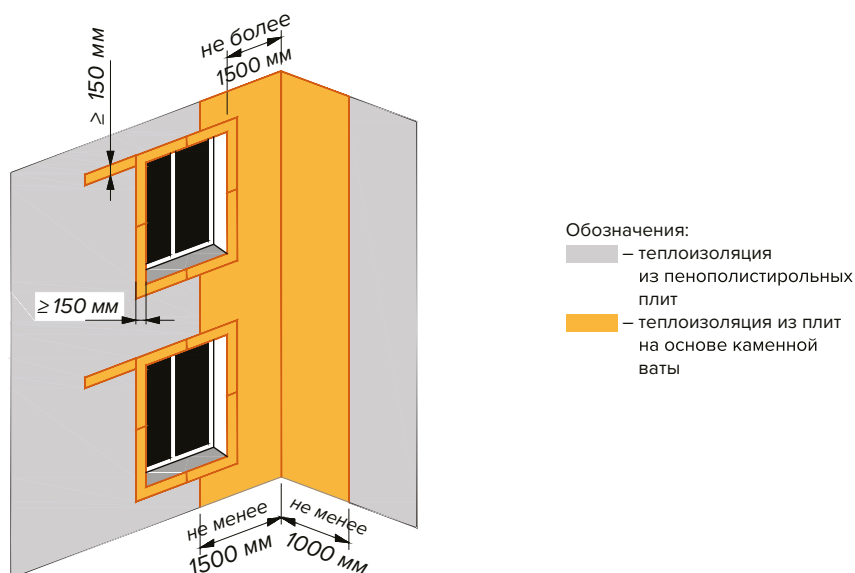 не более
1500 мм
≥ 150 мм
≥ 150 мм
не менее
1500 мм
не менее
1000 мм
Обозначения:
– теплоизоляция
из пенополистирольных
плит
– теплоизоляция из плит
на основе каменной
ваты